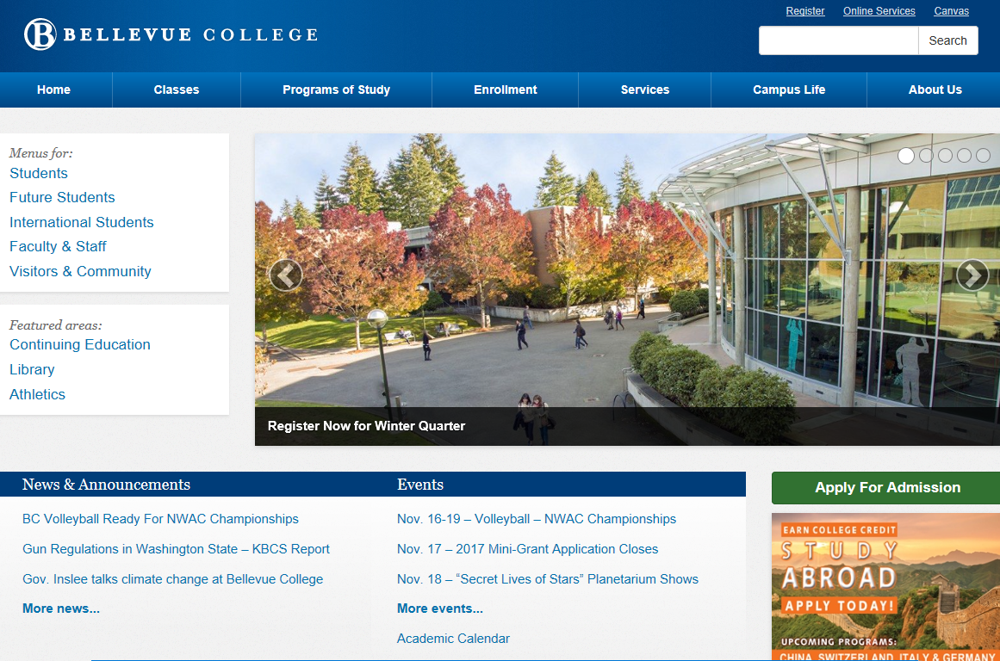 Register Online Services Canvas
BELLEVUE COLLEGE
Search
Home Classes Programs of Study Enrollment Services Campus Life About Us
Menus for:
Students
Future Students
International Students
Faculty & Staff
Visitors & Community
Featured areas:
Continuing Education
Library
Athletics
Register Now for Winter Quarter
News & Announcements
BC Volleyball Ready For NWAC Championships
Gun Regulations in Washington State – KBCS Report
Gov. Inslee talks climate change at Bellevue College
More news...
Events
Nov. 16-19 – Volleyball – NWAC Championships
Nov. 17 – 2017 Mini-Grant Application Closes
Nov. 18 – “Secret Lives of Stars” Planetarium Shows
More events...
Academic Calendar
Apply For Admission
EARN COLLEGE CREDIT
STUDY
ABROAD
APPLY TODAY!
UPCOMING PROGRAMS:
CHINA, SWITZERLAND, ITALY & GERMANY